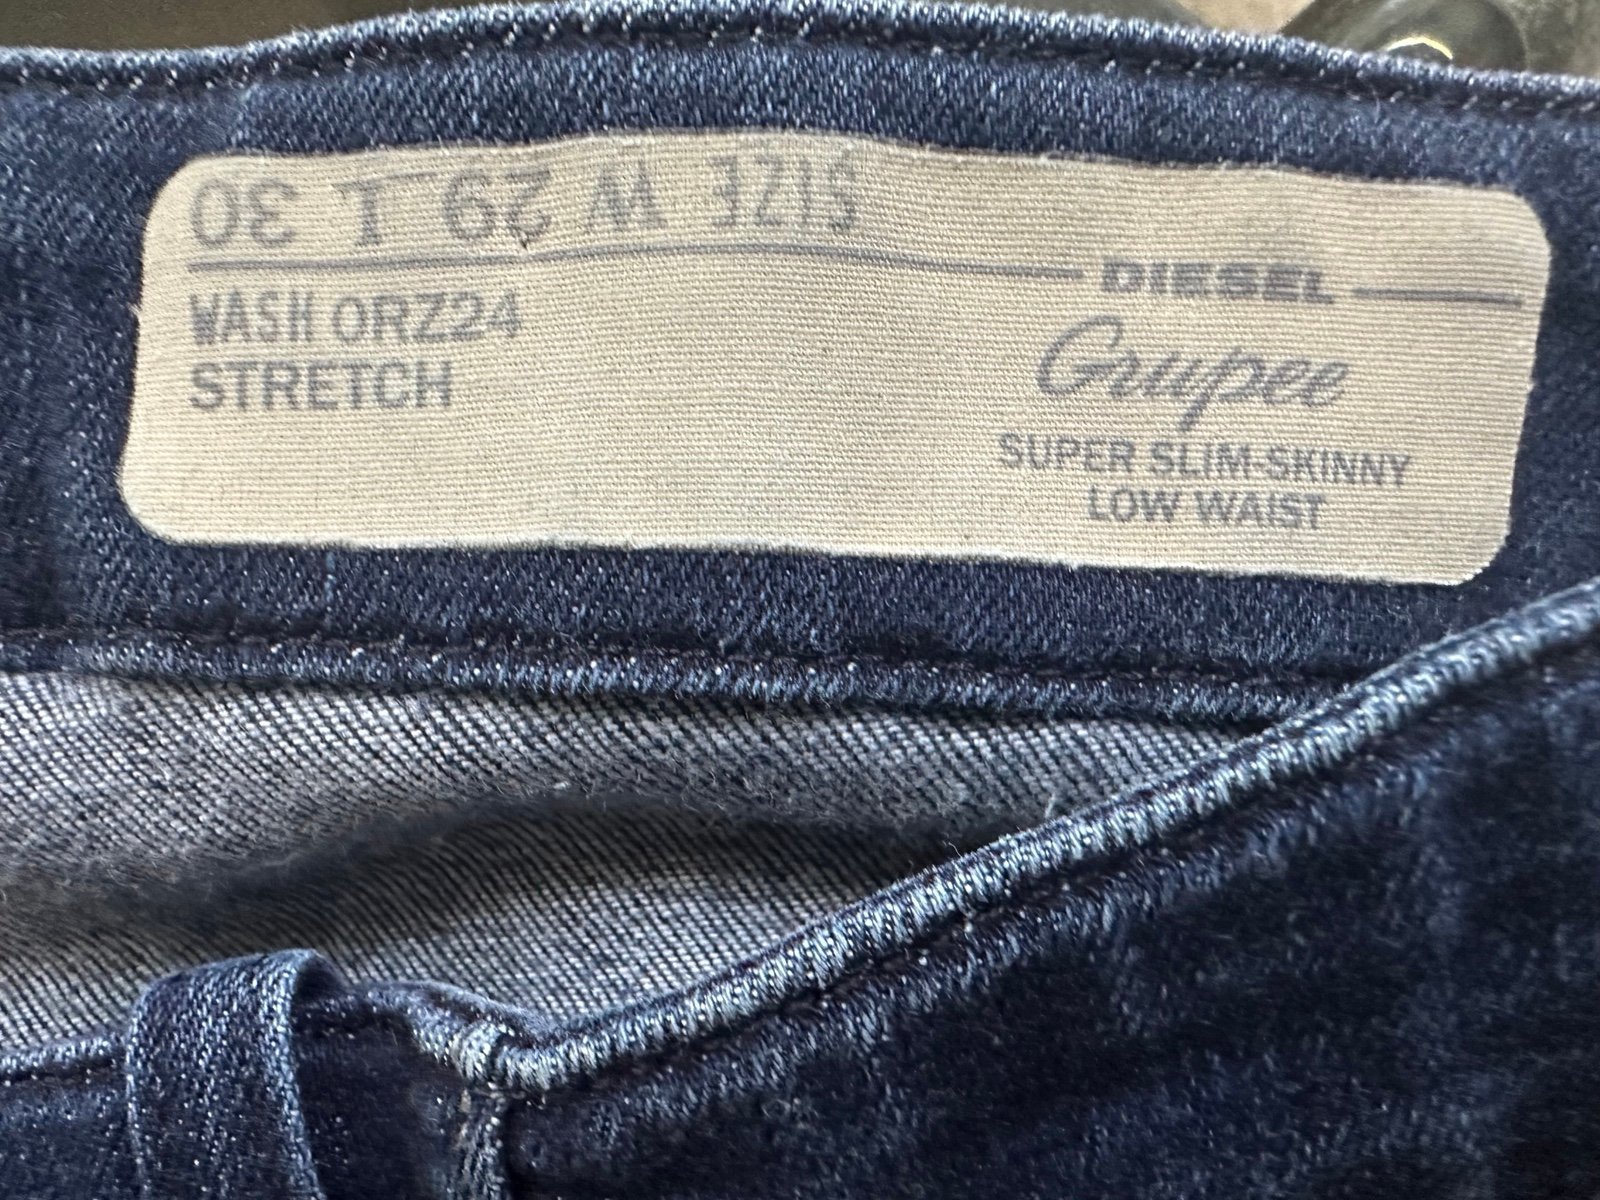 SIZE W 29 L 30
DIESEL
WASH 0RZ24
STRETCH
Grupee
SUPER SLIM-SKINNY
LOW WAIST